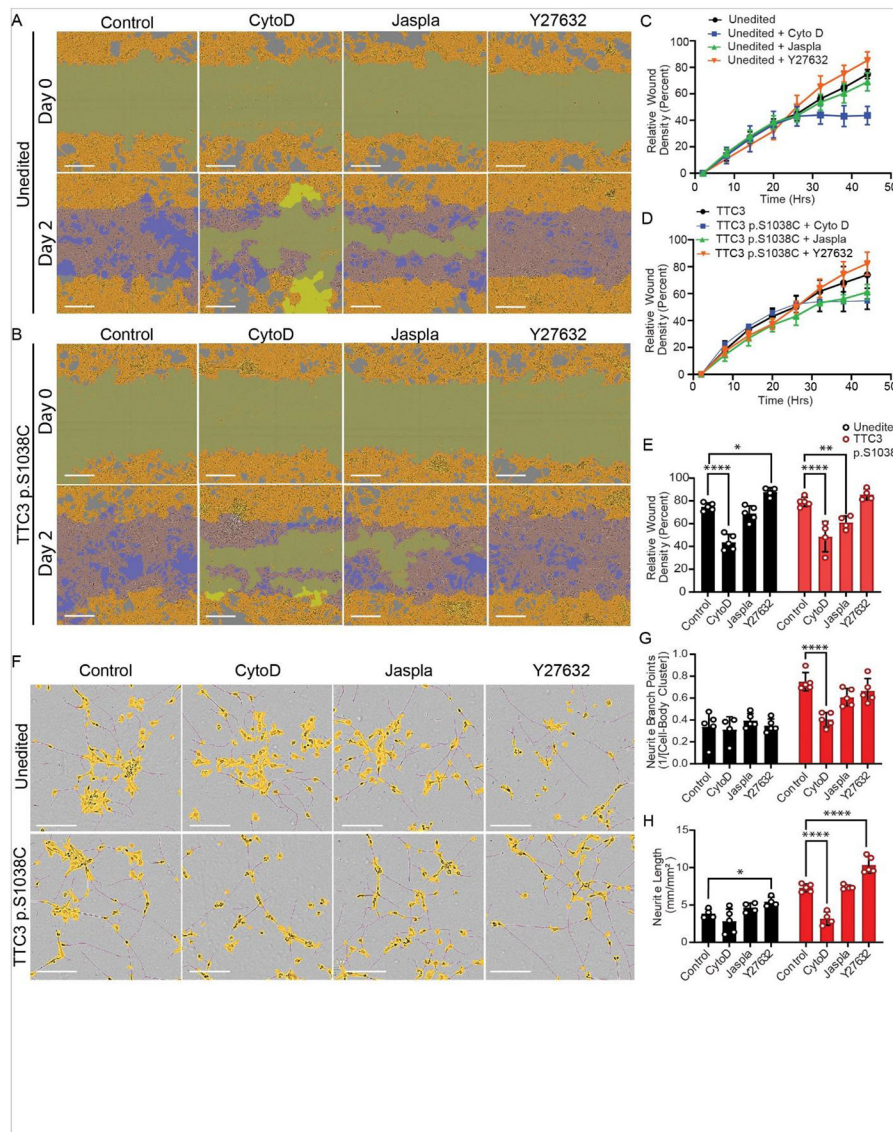 A
Control CytoD Jaspla Y27632
Unedited
Day 0
Day 2
B
Control CytoD Jaspla Y27632
TTC3 p.S1038C
Day 0
Day 2
C
Unedited
Unedited + Cyto D
Unedited + Jaspla
Unedited + Y27632
Relative Wound
Density (Percent)
80
60
40
20
0
0 10 20 30 40 50
Time (Hrs)
D
TTC3
TTC3 p.S1038C + Cyto D
TTC3 p.S1038C + Jaspla
TTC3 p.S1038C + Y27632
Relative Wound
Density (Percent)
80
60
40
20
0
0 10 20 30 40 50
Time (Hrs)
E
Unedite
TTC3
p.S1038
* **
**** ****
Relative Wound
Density (Percent)
100
80
60
40
20
0
Control CytoD Jaspla Y27632 Control CytoD Jaspla Y27632
F
Control CytoD Jaspla Y27632
Unedited
TTC3 p.S1038C
G
****
Neurite Branch Points
(1/[Cell-Body Cluster])
1.0
0.8
0.6
0.4
0.2
0.0
Control CytoD Jaspla Y27632 Control CytoD Jaspla Y27632
H
****
****
*
Neurite Length
(mm/mm²)
15
10
5
0
Control CytoD Jaspla Y27632 Control CytoD Jaspla Y27632